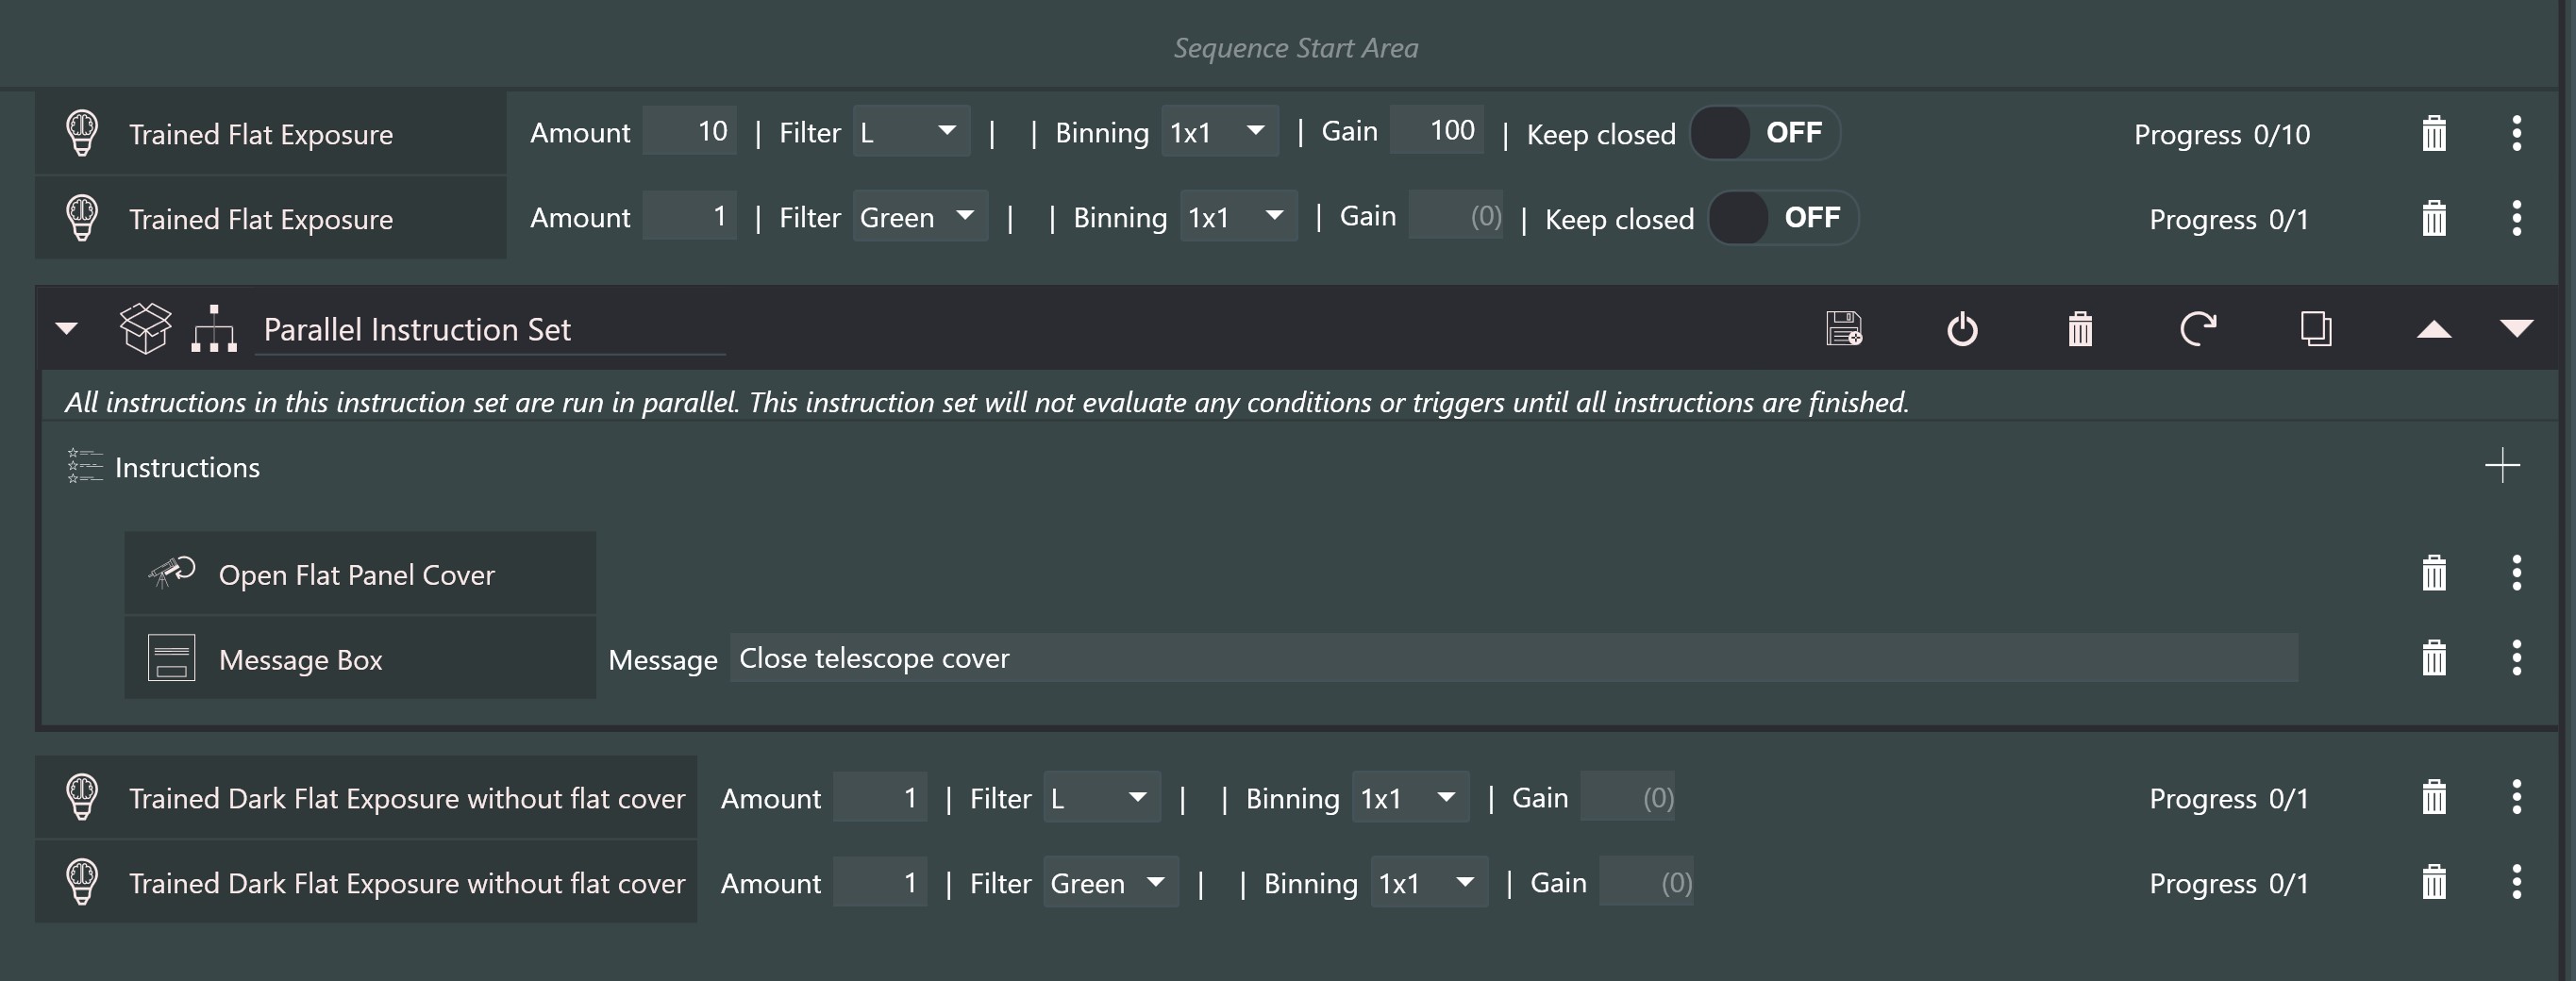 Sequence Start Area
Trained Flat Exposure Amount 10 | Filter L | | Binning 1x1 | Gain 100 | Keep closed OFF Progress 0/10
Trained Flat Exposure Amount 1 | Filter Green | | Binning 1x1 | Gain (0) | Keep closed OFF Progress 0/1
Parallel Instruction Set
All instructions in this instruction set are run in parallel. This instruction set will not evaluate any conditions or triggers until all instructions are finished.
Instructions
Open Flat Panel Cover
Message Box Message Close telescope cover
Trained Dark Flat Exposure without flat cover Amount 1 | Filter L | | Binning 1x1 | Gain (0) Progress 0/1
Trained Dark Flat Exposure without flat cover Amount 1 | Filter Green | | Binning 1x1 | Gain (0) Progress 0/1